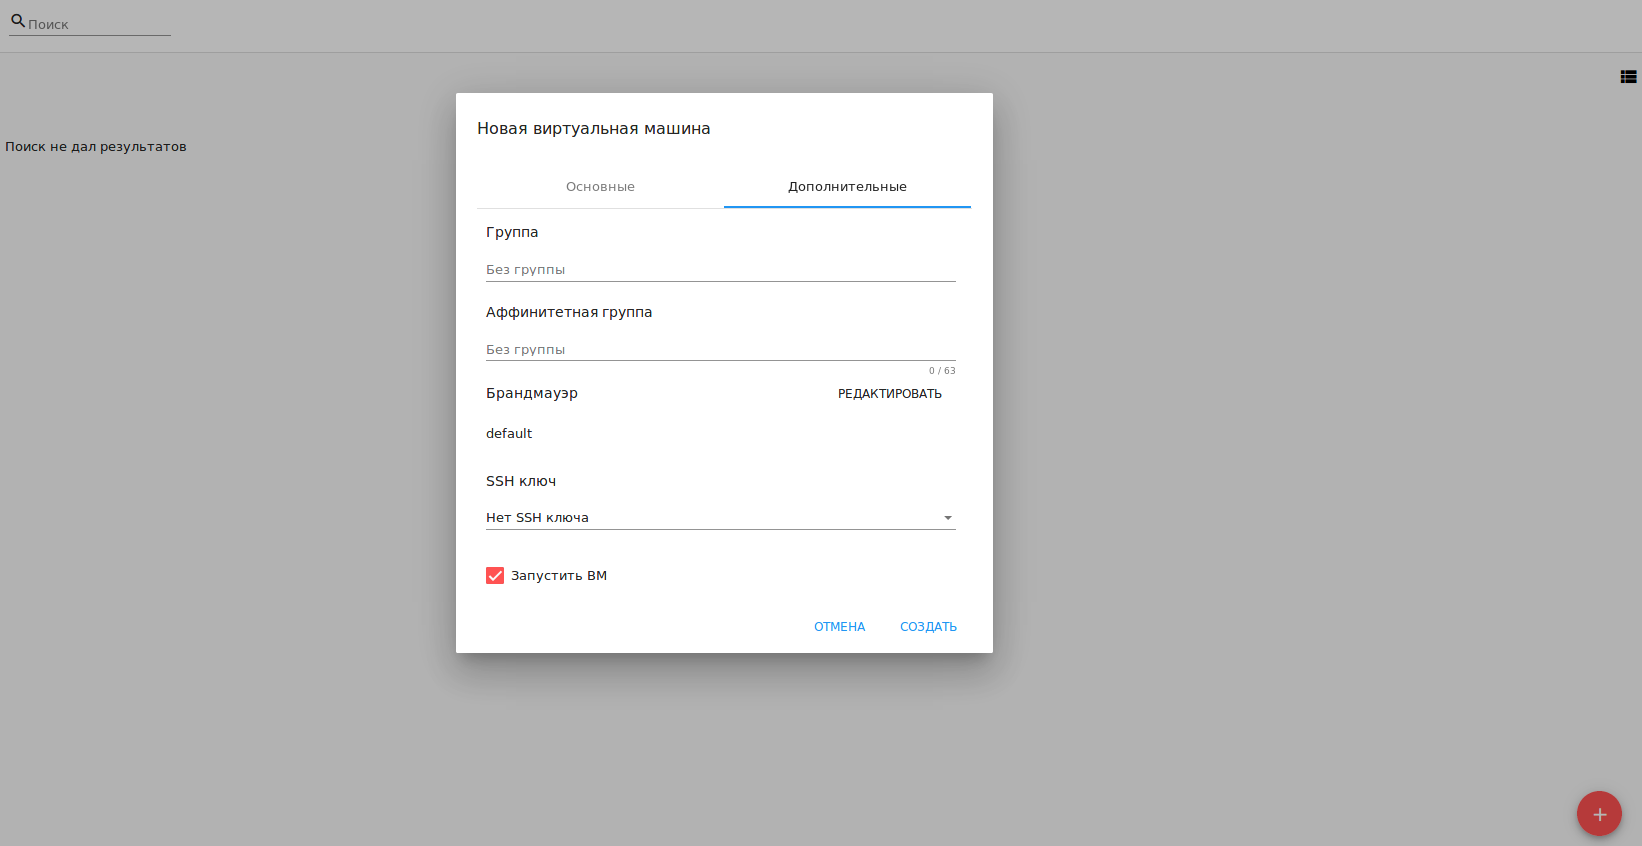 Поиск
Поиск не дал результатов
Новая виртуальная машина
Основные
Дополнительные
Группа
Без группы
Аффинитетная группа
Без группы
0 / 63
Брандмауэр
РЕДАКТИРОВАТЬ
default
SSH ключ
Нет SSH ключа
Запустить ВМ
ОТМЕНА
СОЗДАТЬ